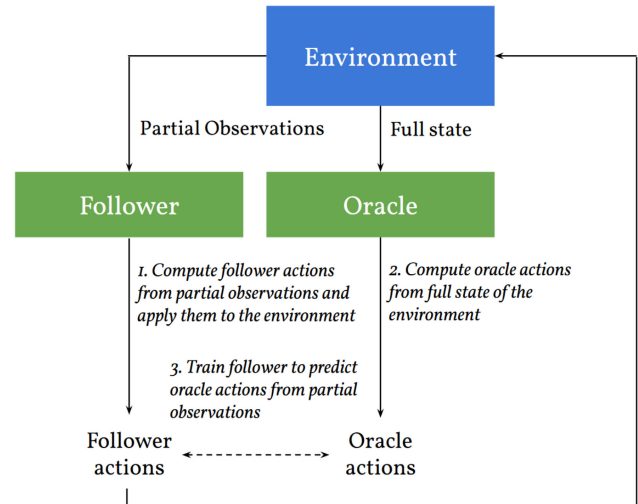 Environment
Partial Observations
Full state
Follower
Oracle
1. Compute follower actions
from partial observations and
apply them to the environment
2. Compute oracle actions
from full state of the
environment
3. Train follower to predict
oracle actions from partial
observations
Follower
actions
Oracle
actions